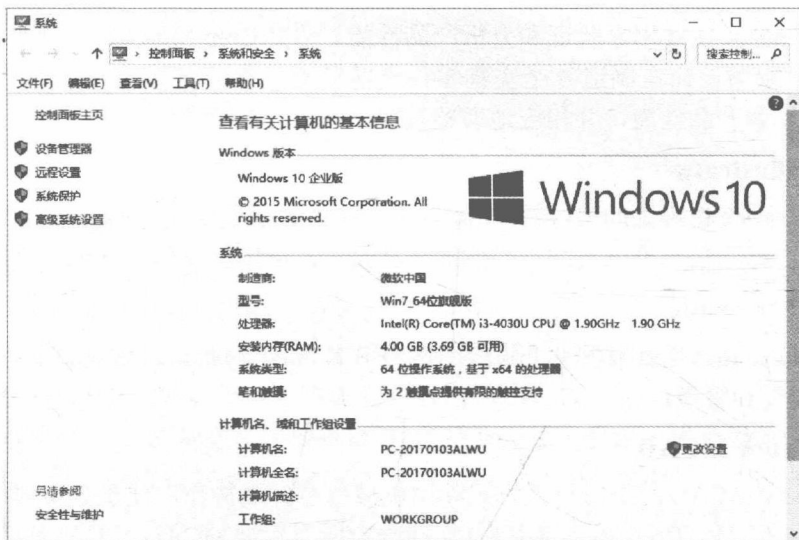 系统
控制面板 › 系统和安全 › 系统
搜索控制...
文件(F) 编辑(E) 查看(V) 工具(T) 帮助(H)
控制面板主页
设备管理器
远程设置
系统保护
高级系统设置
查看有关计算机的基本信息
Windows 版本
Windows 10 企业版
© 2015 Microsoft Corporation. All
rights reserved.
Windows 10
系统
制造商: 微软中国
型号: Win7_64位旗舰版
处理器: Intel(R) Core(TM) i3-4030U CPU @ 1.90GHz 1.90 GHz
安装内存(RAM): 4.00 GB (3.69 GB 可用)
系统类型: 64 位操作系统，基于 x64 的处理器
笔和触摸: 为 2 触摸点提供有限的触控支持
计算机名、域和工作组设置
计算机名: PC-20170103ALWU
更改设置
计算机全名: PC-20170103ALWU
计算机描述:
工作组: WORKGROUP
另请参阅
安全性与维护